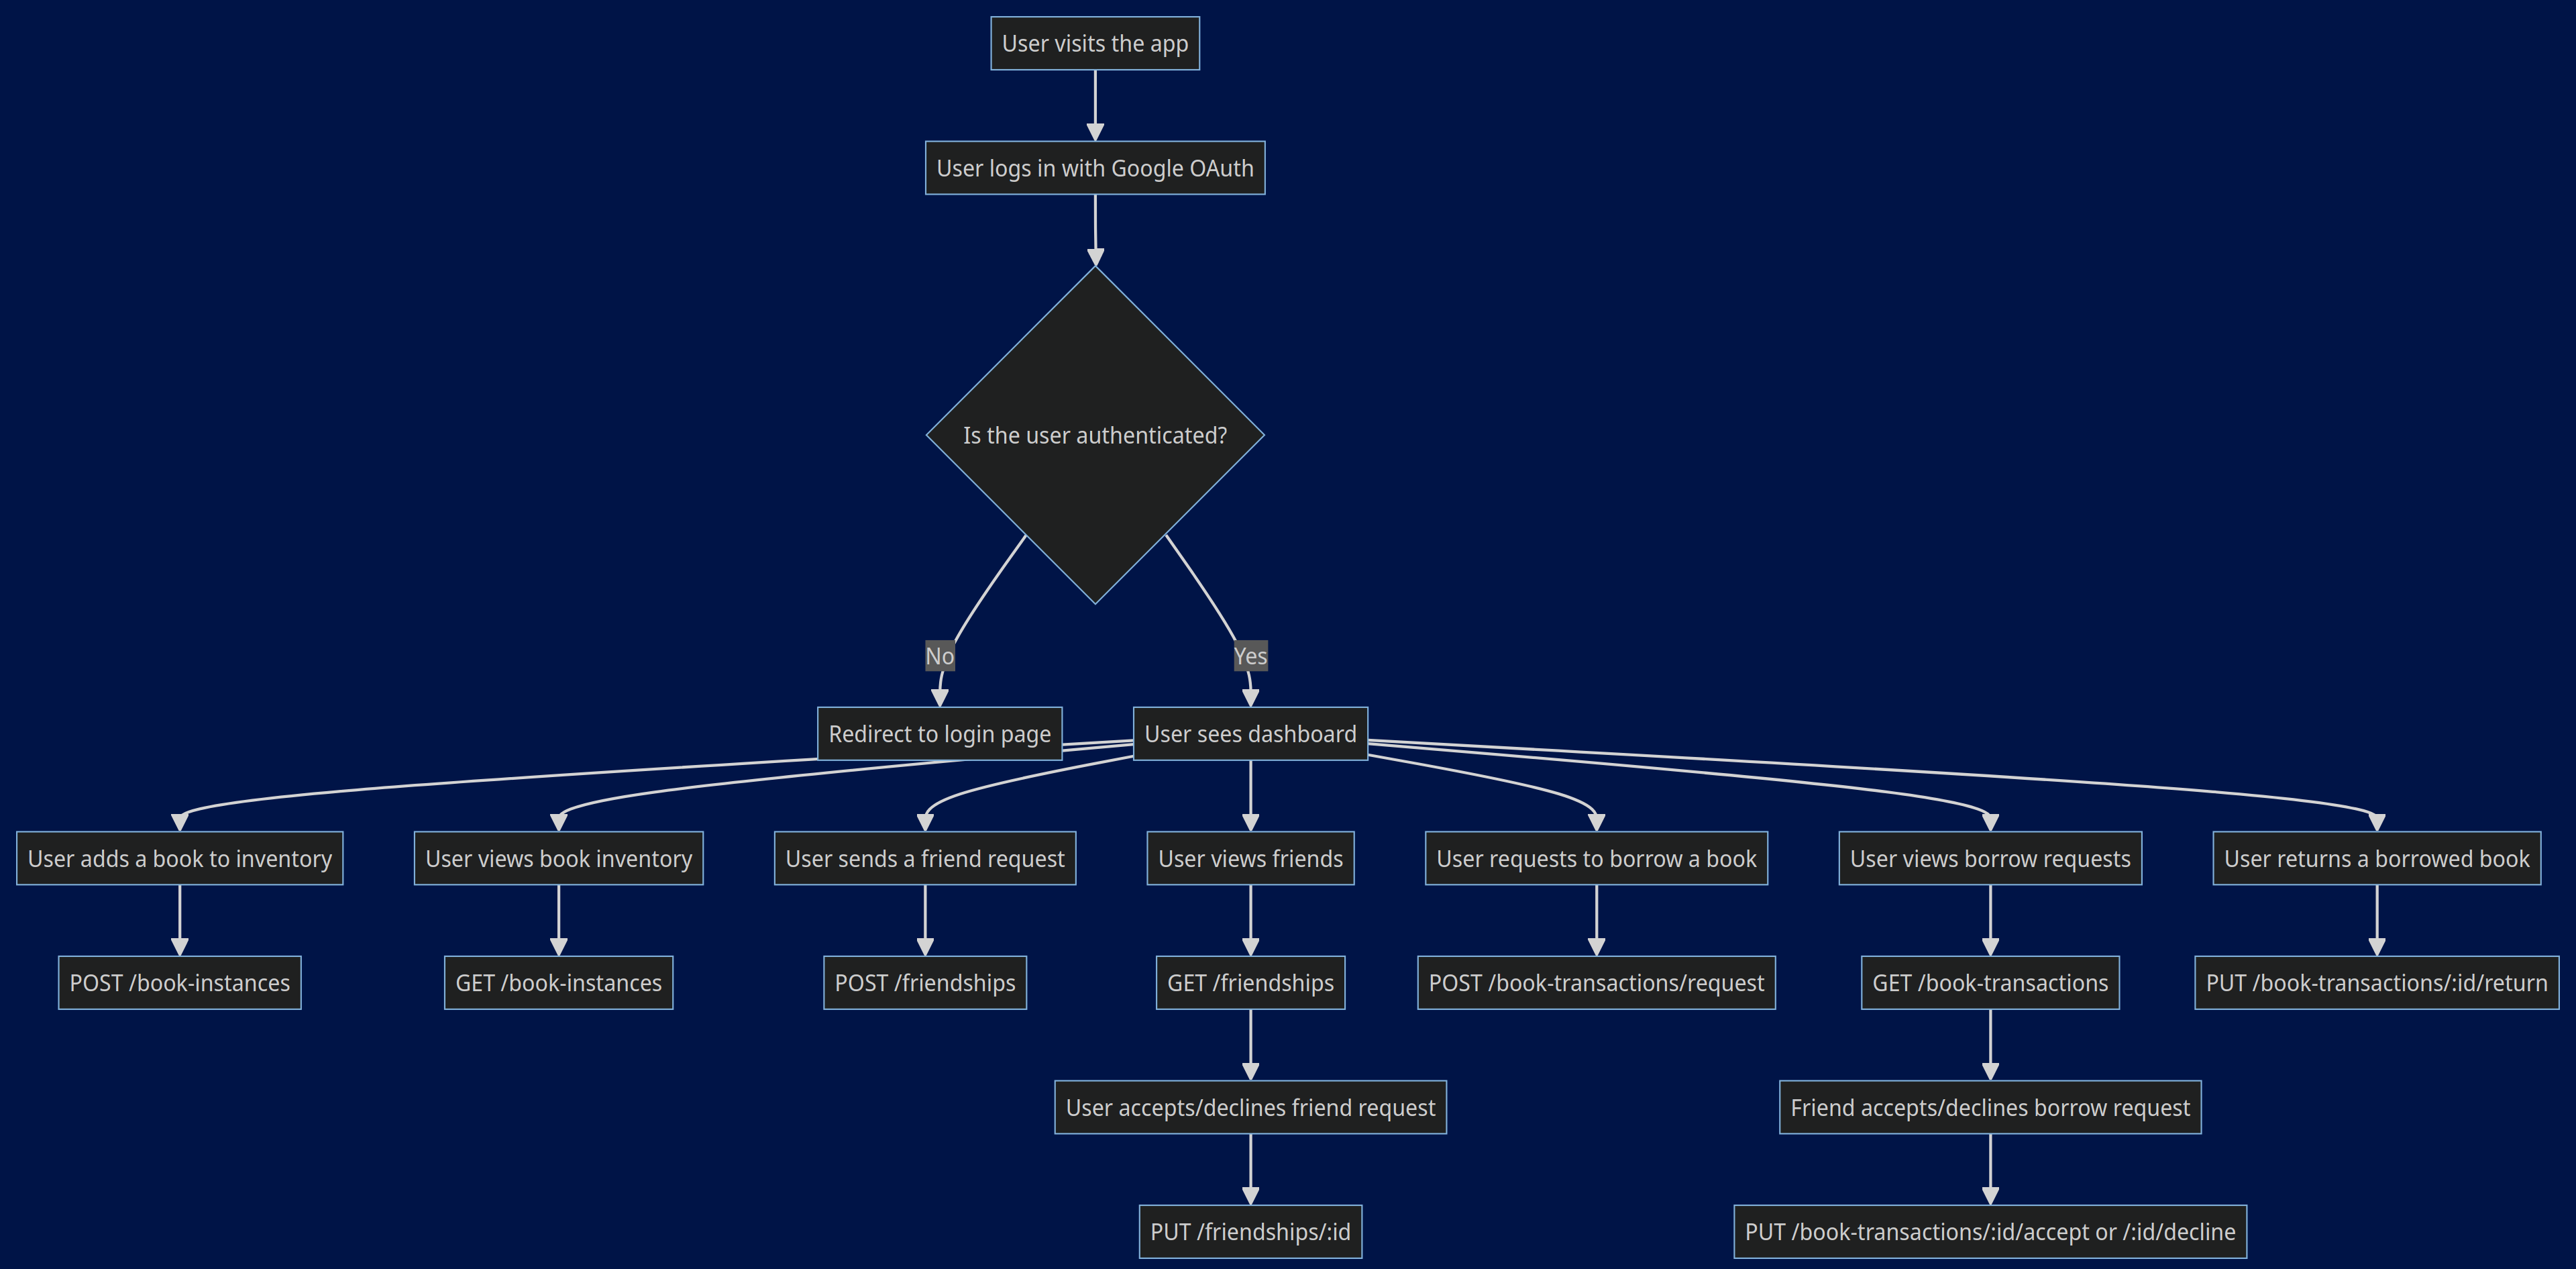 User visits the app
User logs in with Google OAuth
Is the user authenticated?
No
Yes
Redirect to login page
User sees dashboard
User adds a book to inventory
User views book inventory
User sends a friend request
User views friends
User requests to borrow a book
User views borrow requests
User returns a borrowed book
POST /book-instances
GET /book-instances
POST /friendships
GET /friendships
POST /book-transactions/request
GET /book-transactions
PUT /book-transactions/:id/return
User accepts/declines friend request
Friend accepts/declines borrow request
PUT /friendships/:id
PUT /book-transactions/:id/accept or /:id/decline